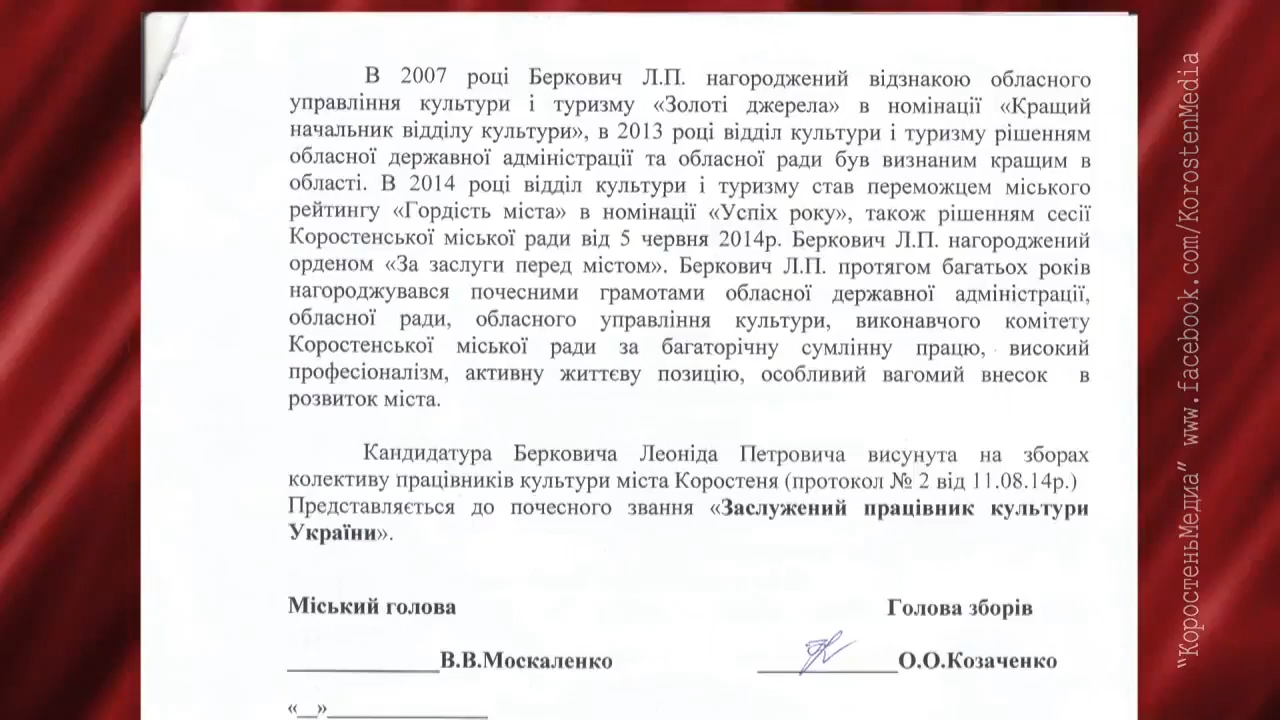 В 2007 році Беркович Л.П. нагороджений відзнакою обласного
управління культури і туризму «Золоті джерела» в номінації «Кращий
начальник відділу культури», в 2013 році відділ культури і туризму рішенням
обласної державної адміністрації та обласної ради був визнаним кращим в
області. В 2014 році відділ культури і туризму став переможцем міського
рейтингу «Гордість міста» в номінації «Успіх року», також рішенням сесії
Коростенської міської ради від 5 червня 2014р. Беркович Л.П. нагороджений
орденом «За заслуги перед містом». Беркович Л.П. протягом багатьох років
нагороджувався почесними грамотами обласної державної адміністрації,
обласної ради, обласного управління культури, виконавчого комітету
Коростенської міської ради за багаторічну сумлінну працю, високий
професіоналізм, активну життєву позицію, особливий вагомий внесок в
розвиток міста.
Кандидатура Берковича Леоніда Петровича висунута на зборах
колективу працівників культури міста Коростеня (протокол № 2 від 11.08.14р.)
Представляється до почесного звання «Заслужений працівник культури
України».
Міський голова Голова зборів
____________В.В.Москаленко ___________О.О.Козаченко
«__»_____________
"КоростеньМедиа" www.facebook.com/KorostenMedia